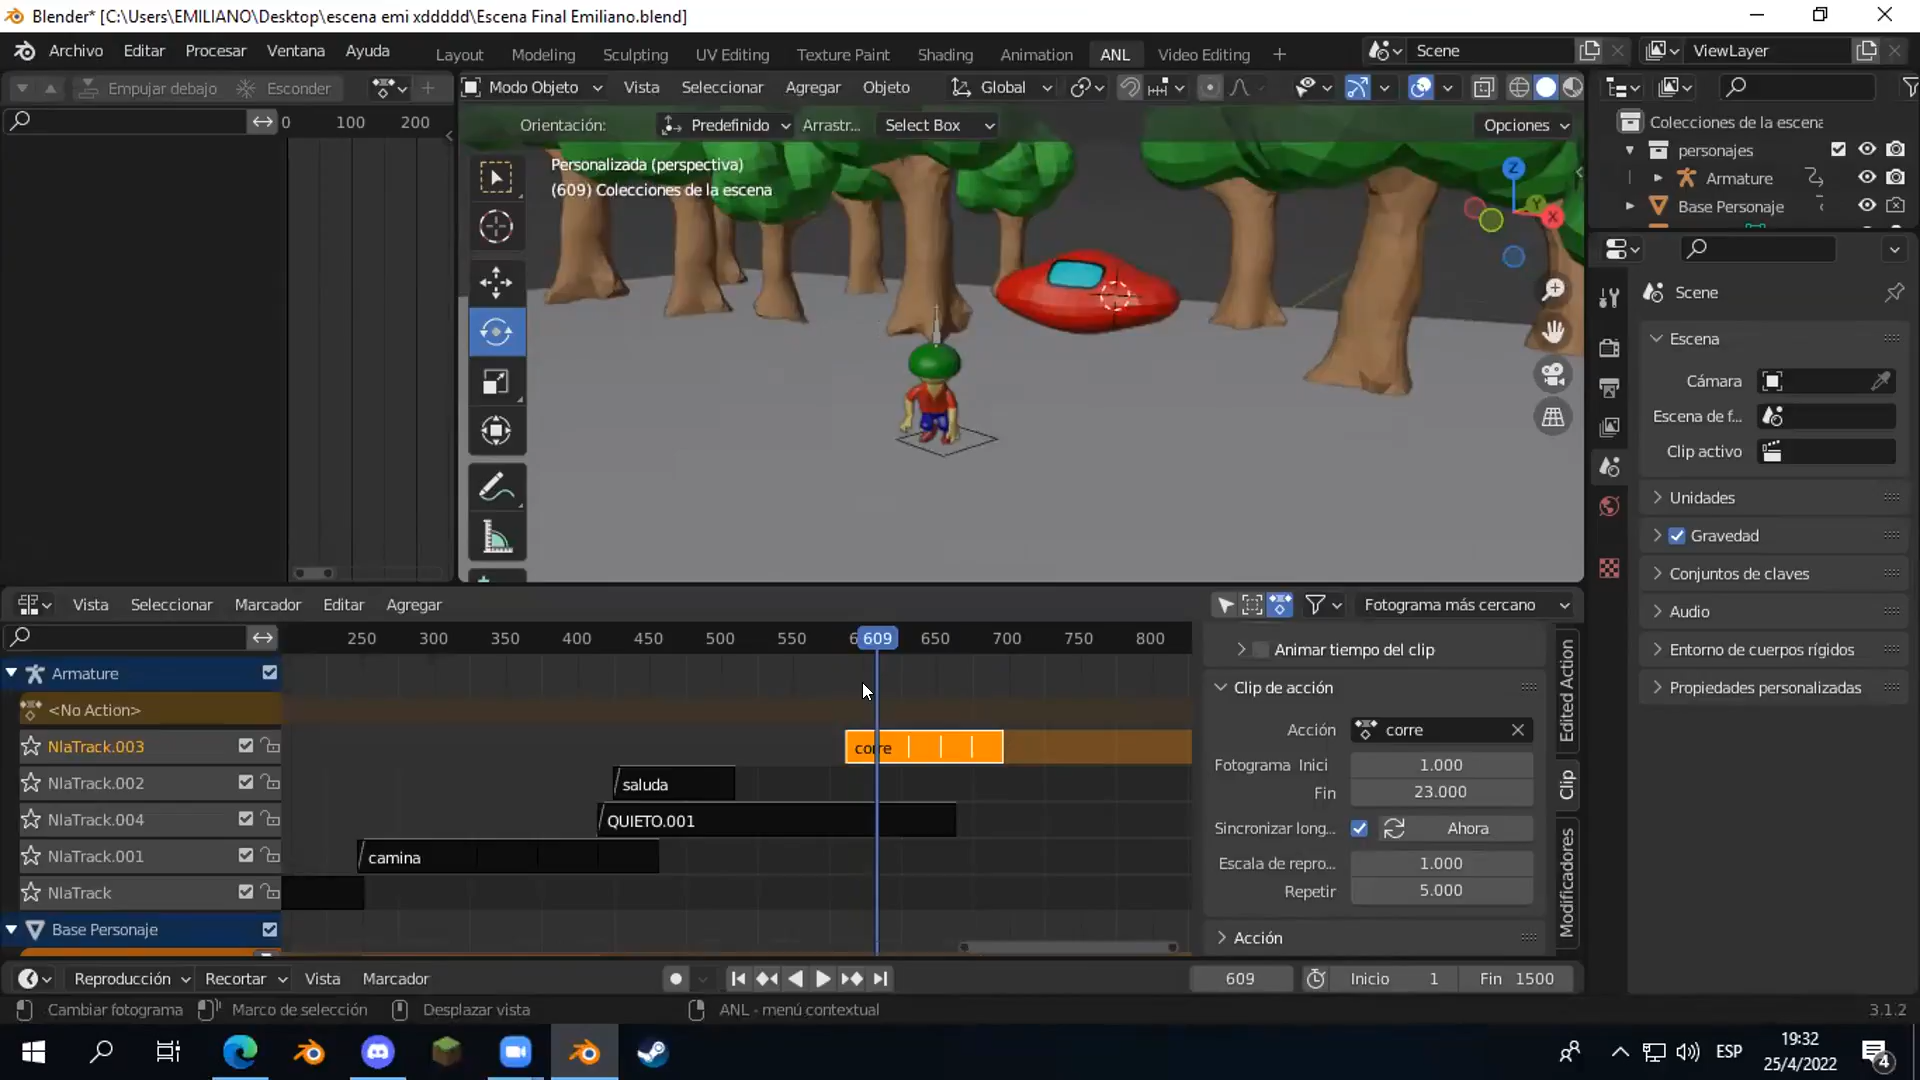 Blender* [C:\Users\EMILIANO\Desktop\escena emi xddddd\Escena Final Emiliano.blend]
Archivo Editar Procesar Ventana Ayuda Layout Modeling Sculpting UV Editing Texture Paint Shading Animation ANL Video Editing + Scene ViewLayer
Empujar debajo Esconder Modo Objeto Vista Seleccionar Agregar Objeto Global
0 100 200 Orientación: Predefinido Arrastr... Select Box Opciones
Personalizada (perspectiva)
(609) Colecciones de la escena
Z
Y
X
Colecciones de la escena
personajes
Armature
Base Personaje
Scene
Escena
Cámara
Escena de f...
Clip activo
Unidades
Gravedad
Conjuntos de claves
Audio
Entorno de cuerpos rígidos
Propiedades personalizadas
Vista Seleccionar Marcador Editar Agregar Fotograma más cercano
250 300 350 400 450 500 550 6 609 650 700 750 800 850
Armature
<No Action>
NlaTrack.003 corre
NlaTrack.002 saluda
NlaTrack.004 QUIETO.001
NlaTrack.001 camina
NlaTrack
Base Personaje
Animar tiempo del clip
Clip de acción
Acción corre
Fotograma Inici 1.000
Fin 23.000
Sincronizar long... Ahora
Escala de repro... 1.000
Repetir 5.000
Acción
Edited Action
Clip
Modificadores
Reproducción Recortar Vista Marcador 609 Inicio 1 Fin 1500
Cambiar fotograma Marco de selección Desplazar vista ANL - menú contextual 3.1.2
ESP
19:32
25/4/2022
4